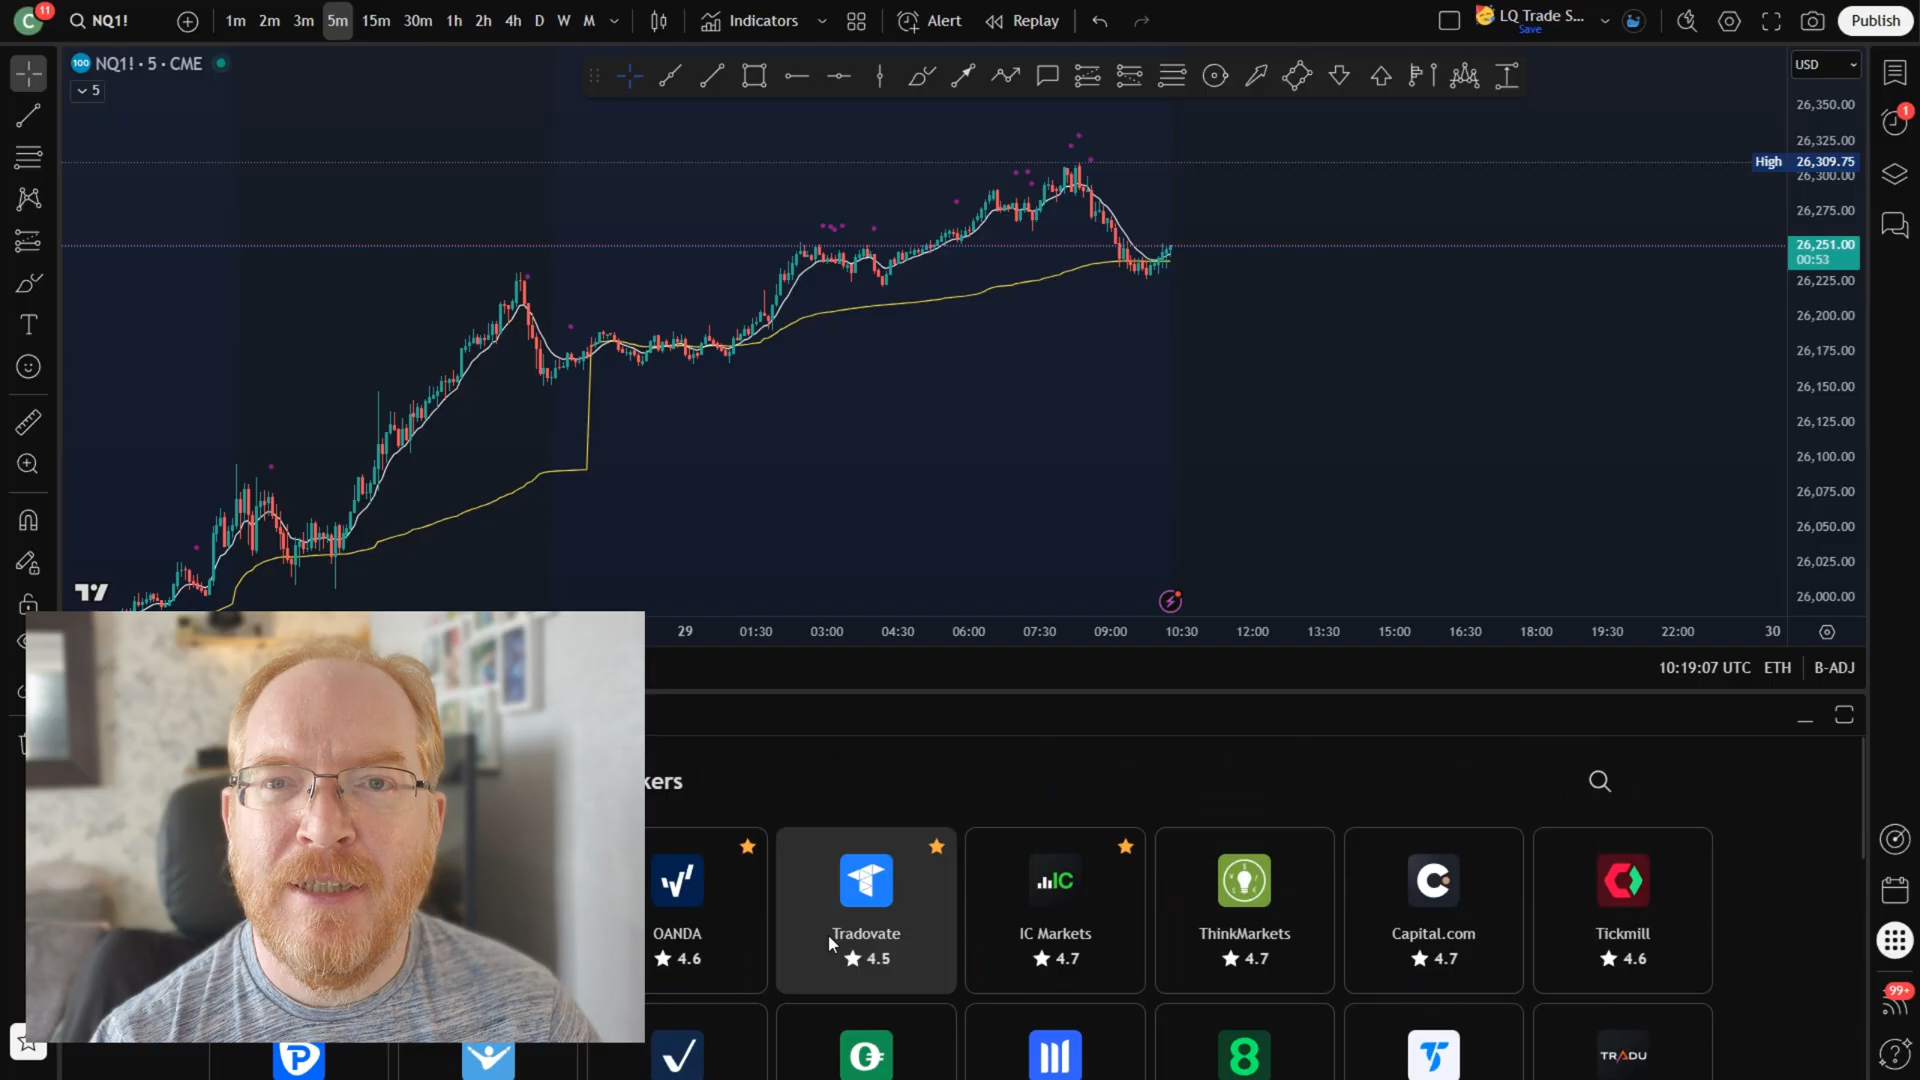 C
11
NQ1!
1m
2m
3m
5m
15m
30m
1h
2h
4h
D
W
M
Indicators
Alert
Replay
LQ Trade S...
Save
Publish
100
NQ1! · 5 · CME
5
USD
26,350.00
26,325.00
High 26,309.75
26,300.00
26,275.00
26,251.00
00:53
26,225.00
26,200.00
26,175.00
26,150.00
26,125.00
26,100.00
26,075.00
26,050.00
26,025.00
26,000.00
1
29
01:30
03:00
04:30
06:00
07:30
09:00
10:30
12:00
13:30
15:00
16:30
18:00
19:30
22:00
30
10:19:07 UTC
ETH
B-ADJ
kers
OANDA
4.6
Tradovate
4.5
IC
IC Markets
4.7
ThinkMarkets
4.7
Capital.com
4.7
Tickmill
4.6
TRADU
99+